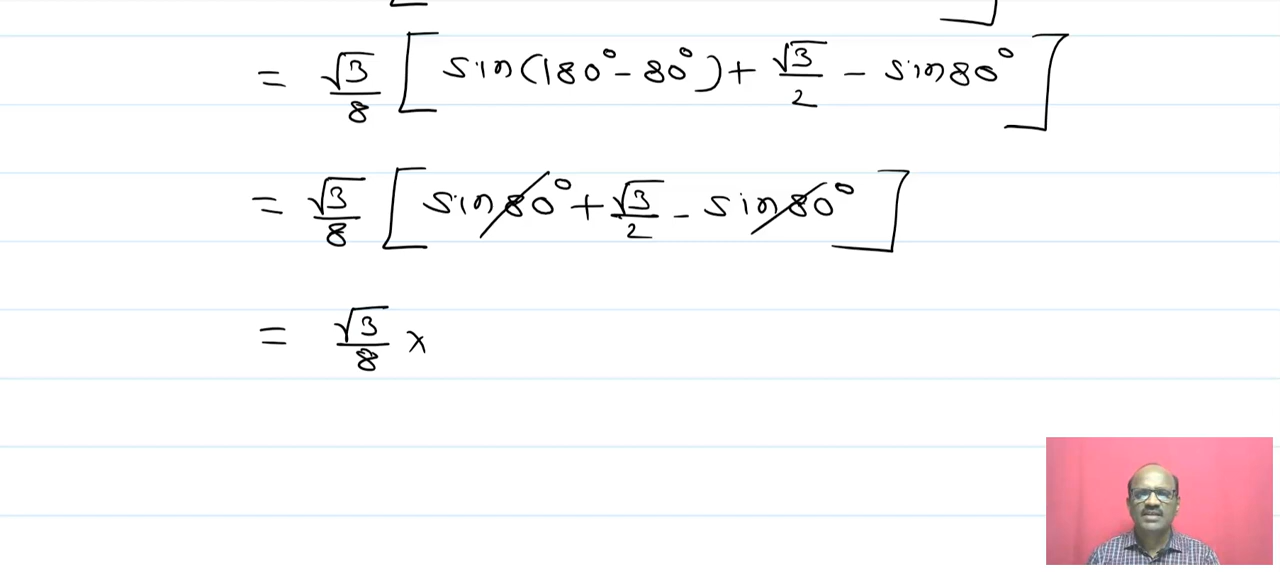 = √3/8 [ sin(180° - 80°) + √3/2 - sin80° ]
= √3/8 [ sin80° + √3/2 - sin80° ]
= √3/8 ×